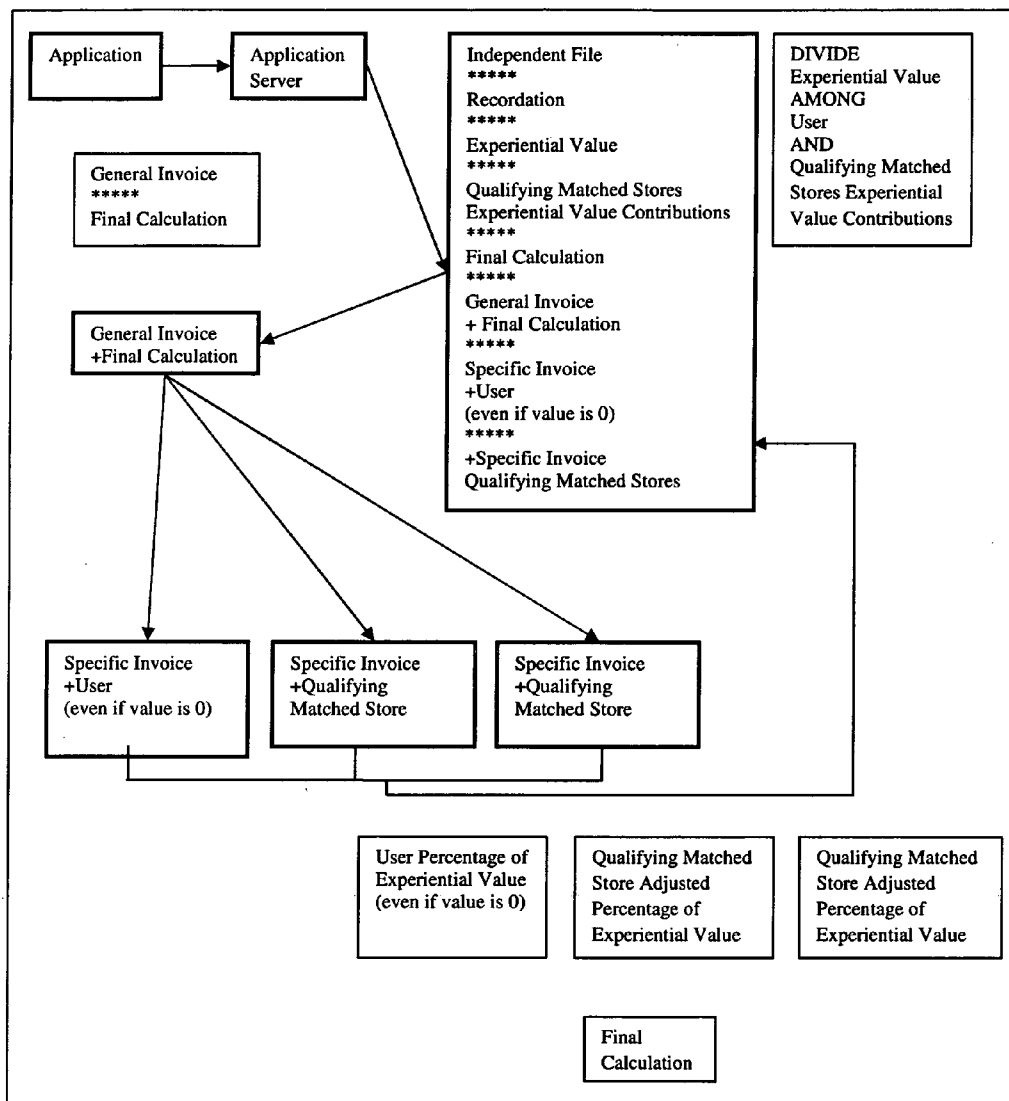 Application
Application
Server
General Invoice
*****
Final Calculation
Independent File
*****
Recordation
*****
Experiential Value
*****
Qualifying Matched Stores
Experiential Value Contributions
*****
Final Calculation
*****
General Invoice
+ Final Calculation
*****
Specific Invoice
+User
(even if value is 0)
*****
+Specific Invoice
Qualifying Matched Stores
DIVIDE
Experiential Value
AMONG
User
AND
Qualifying Matched
Stores Experiential
Value Contributions
General Invoice
+Final Calculation
Specific Invoice
+User
(even if value is 0)
Specific Invoice
+Qualifying
Matched Store
Specific Invoice
+Qualifying
Matched Store
User Percentage of
Experiential Value
(even if value is 0)
Qualifying Matched
Store Adjusted
Percentage of
Experiential Value
Qualifying Matched
Store Adjusted
Percentage of
Experiential Value
Final
Calculation